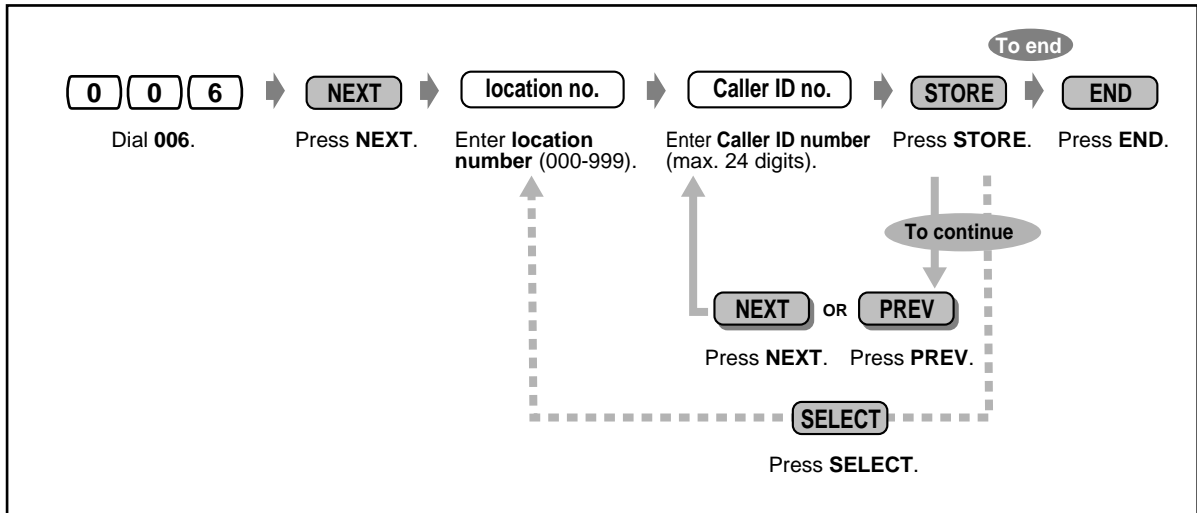 To end
0 0 6 NEXT location no. Caller ID no. STORE END
Dial 006. Press NEXT. Enter location Enter Caller ID number Press STORE. Press END.
number (000-999). (max. 24 digits).
To continue
NEXT OR PREV
Press NEXT. Press PREV.
SELECT
Press SELECT.